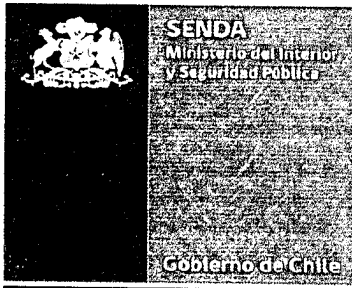 SENDA
Ministerio del Interior
y Seguridad Pública
Gobierno de Chile